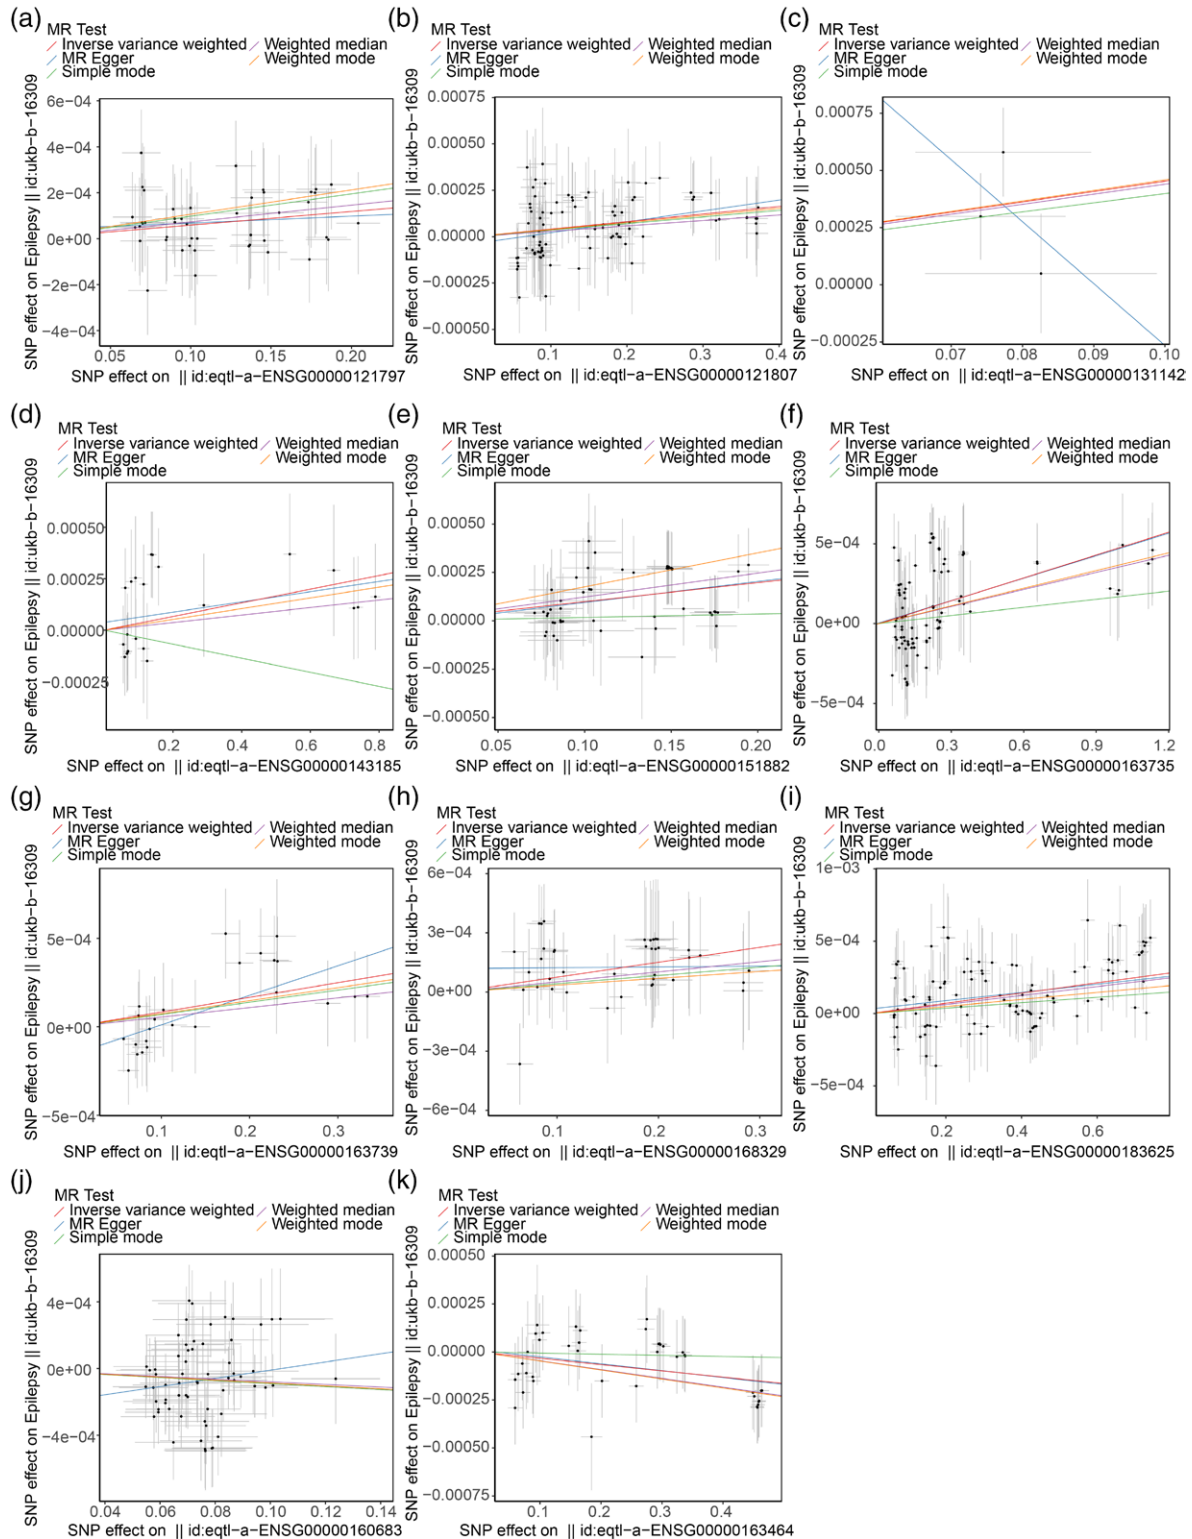 (a)
MR Test
Inverse variance weighted
Weighted median
MR Egger
Weighted mode
Simple mode
SNP effect on Epilepsy || id:ukb−b−16309
6e−04
4e−04
2e−04
0e+00
−2e−04
−4e−04
0.05 0.10 0.15 0.20
SNP effect on || id:eqtl−a−ENSG00000121797
(b)
MR Test
Inverse variance weighted
Weighted median
MR Egger
Weighted mode
Simple mode
SNP effect on Epilepsy || id:ukb−b−16309
0.00075
0.00050
0.00025
0.00000
−0.00025
−0.00050
0.1 0.2 0.3 0.4
SNP effect on || id:eqtl−a−ENSG00000121807
(c)
MR Test
Inverse variance weighted
Weighted median
MR Egger
Weighted mode
Simple mode
SNP effect on Epilepsy || id:ukb−b−16309
0.00075
0.00050
0.00025
0.00000
−0.00025
0.07 0.08 0.09 0.10
SNP effect on || id:eqtl−a−ENSG00000131142
(d)
MR Test
Inverse variance weighted
Weighted median
MR Egger
Weighted mode
Simple mode
SNP effect on Epilepsy || id:ukb−b−16309
0.00050
0.00025
0.00000
−0.00025
0.2 0.4 0.6 0.8
SNP effect on || id:eqtl−a−ENSG00000143185
(e)
MR Test
Inverse variance weighted
Weighted median
MR Egger
Weighted mode
Simple mode
SNP effect on Epilepsy || id:ukb−b−16309
0.00050
0.00025
0.00000
−0.00025
−0.00050
0.05 0.10 0.15 0.20
SNP effect on || id:eqtl−a−ENSG00000151882
(f)
MR Test
Inverse variance weighted
Weighted median
MR Egger
Weighted mode
Simple mode
SNP effect on Epilepsy || id:ukb−b−16309
5e−04
0e+00
−5e−04
0.0 0.3 0.6 0.9 1.2
SNP effect on || id:eqtl−a−ENSG00000163735
(g)
MR Test
Inverse variance weighted
Weighted median
MR Egger
Weighted mode
Simple mode
SNP effect on Epilepsy || id:ukb−b−16309
5e−04
0e+00
−5e−04
0.1 0.2 0.3
SNP effect on || id:eqtl−a−ENSG00000163739
(h)
MR Test
Inverse variance weighted
Weighted median
MR Egger
Weighted mode
Simple mode
SNP effect on Epilepsy || id:ukb−b−16309
6e−04
3e−04
0e+00
−3e−04
−6e−04
0.1 0.2 0.3
SNP effect on || id:eqtl−a−ENSG00000168329
(i)
MR Test
Inverse variance weighted
Weighted median
MR Egger
Weighted mode
Simple mode
SNP effect on Epilepsy || id:ukb−b−16309
1e−03
5e−04
0e+00
−5e−04
0.2 0.4 0.6
SNP effect on || id:eqtl−a−ENSG00000183625
(j)
MR Test
Inverse variance weighted
Weighted median
MR Egger
Weighted mode
Simple mode
SNP effect on Epilepsy || id:ukb−b−16309
4e−04
0e+00
−4e−04
0.04 0.06 0.08 0.10 0.12 0.14
SNP effect on || id:eqtl−a−ENSG00000160683
(k)
MR Test
Inverse variance weighted
Weighted median
MR Egger
Weighted mode
Simple mode
SNP effect on Epilepsy || id:ukb−b−16309
0.00050
0.00025
0.00000
−0.00025
−0.00050
−0.00075
0.1 0.2 0.3 0.4
SNP effect on || id:eqtl−a−ENSG00000163464